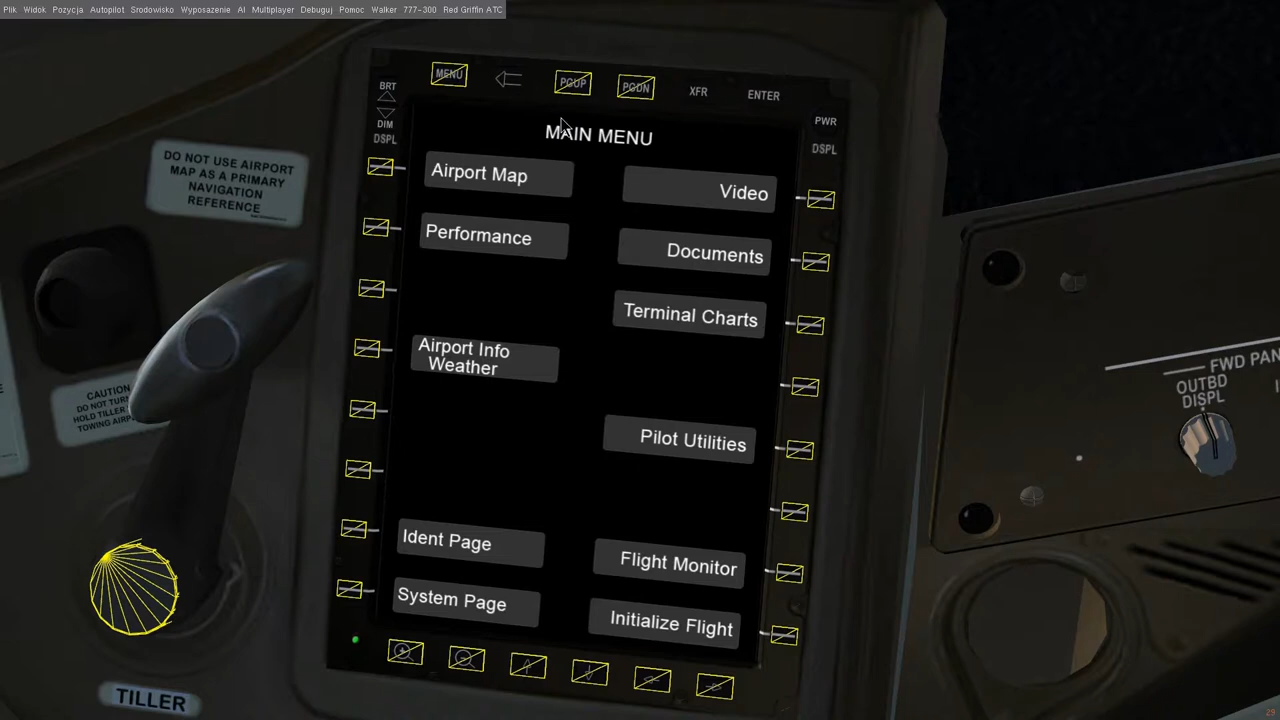 Plik Widok Pozycja Autopilot Srodowisko Wyposazenie AI Multiplayer Debuguj Pomoc Walker 777-300 Red Griffin ATC
MENU PGUP PGDN XFR ENTER
BRT
DIM
DSPL
PWR
DSPL
MAIN MENU
Airport Map
Video
Performance
Documents
Terminal Charts
Airport Info
Weather
Pilot Utilities
Ident Page
Flight Monitor
System Page
Initialize Flight
DO NOT USE AIRPORT
MAP AS A PRIMARY
NAVIGATION
REFERENCE
CAUTION
DO NOT TURN
HOLD TILLER
TOWING AIRP
TILLER
FWD PAN
OUTBD
DISPL
29